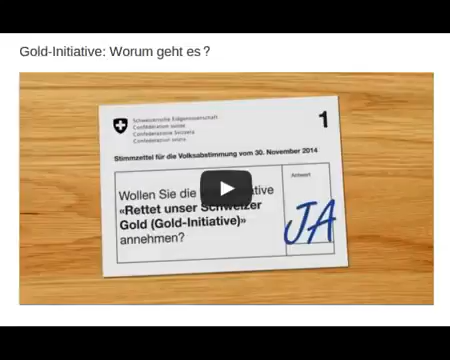 Gold-Initiative: Worum geht es?
Schweizerische Eidgenossenschaft
Confédération suisse
Confederazione Svizzera
Confederaziun svizra
1
Stimmzettel für die Volksabstimmung vom 30. November 2014
Antwort
Wollen Sie die tiative
«Rettet unser Schweizer
Gold (Gold-Initiative)»
annehmen?
JA